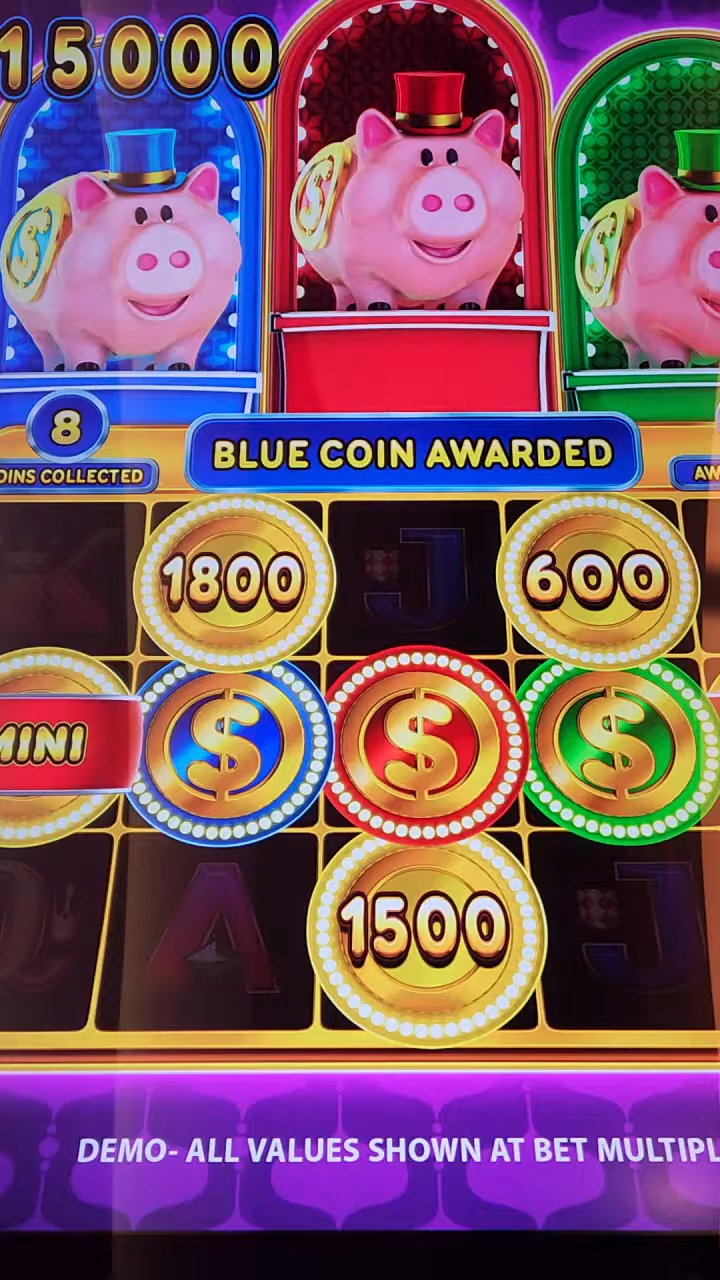 15000
8
OINS COLLECTED
BLUE COIN AWARDED
AW
1800
J
600
MINI
$
$
$
Q
A
1500
J
DEMO- ALL VALUES SHOWN AT BET MULTIPL